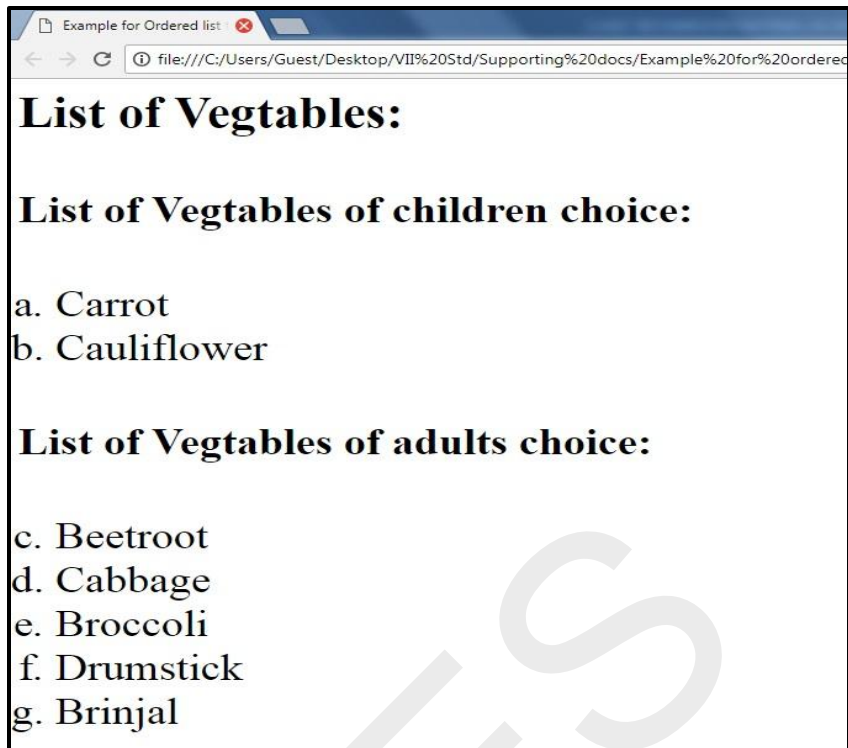 Example for Ordered list
file:///C:/Users/Guest/Desktop/VII%20Std/Supporting%20docs/Example%20for%20ordered
List of Vegtables:
List of Vegtables of children choice:
a. Carrot
b. Cauliflower
List of Vegtables of adults choice:
c. Beetroot
d. Cabbage
e. Broccoli
f. Drumstick
g. Brinjal